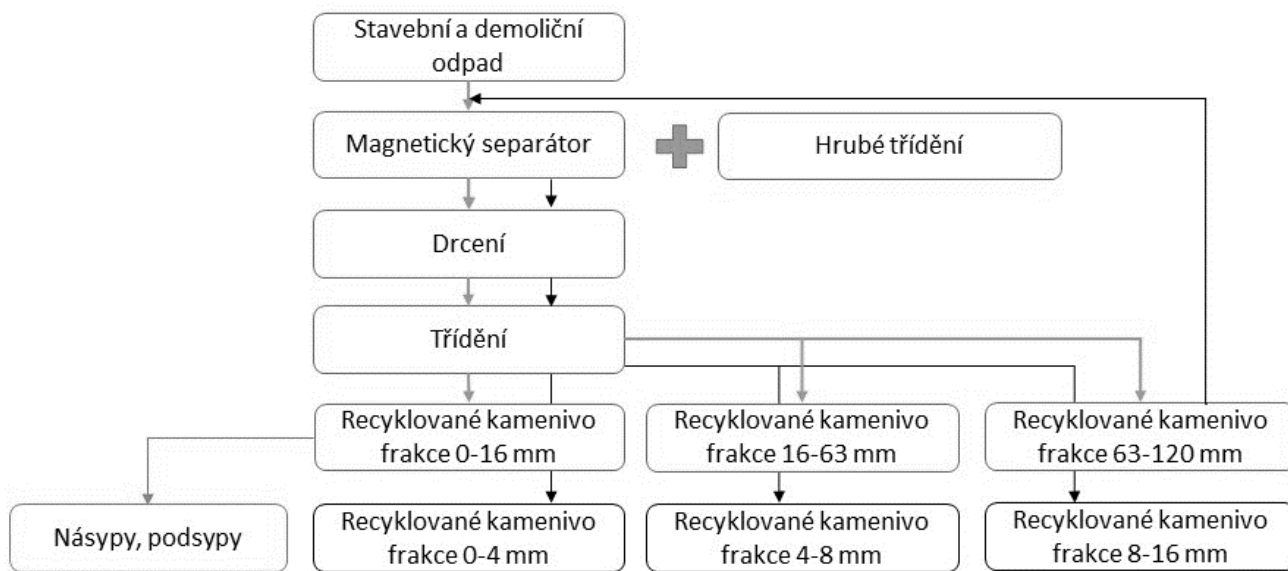 Stavební a demoliční
odpad
Magnetický separátor
Hrubé třídění
Drcení
Třídění
Recyklované kamenivo
frakce 0-16 mm
Recyklované kamenivo
frakce 16-63 mm
Recyklované kamenivo
frakce 63-120 mm
Násypy, podsypy
Recyklované kamenivo
frakce 0-4 mm
Recyklované kamenivo
frakce 4-8 mm
Recyklované kamenivo
frakce 8-16 mm